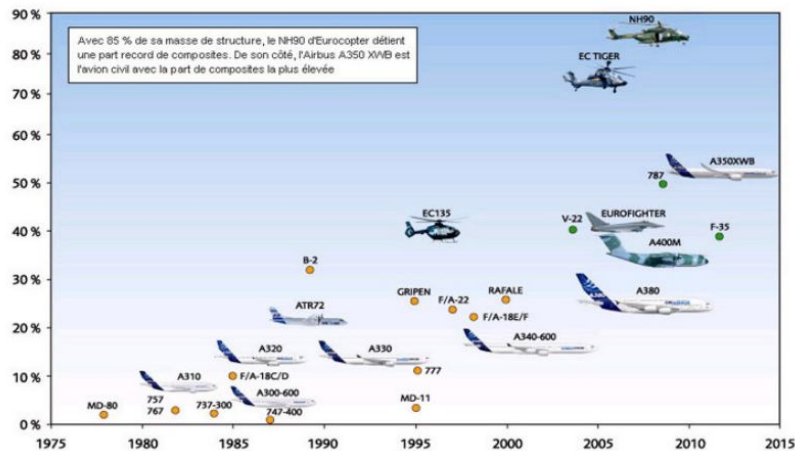 90 %
NH90
Avec 85 % de sa masse de structure, le NH90 d'Eurocopter détient
une part record de composites. De son côté, l'Airbus A350 XWB est
l'avion civil avec la part de composites la plus élevée
80 %
EC TIGER
70 %
60 %
A350XWB
787
50 %
EC135
V-22
EUROFIGHTER
F-35
40 %
A400M
B-2
30 %
GRIPEN
F/A-22
RAFALE
A380
ATR72
F/A-18E/F
20 %
A320
A330
A340-600
777
A310
F/A-18C/D
10 %
757
767
737-300
A300-600
MD-80
747-400
MD-11
0 %
1975
1980
1985
1990
1995
2000
2005
2010
2015